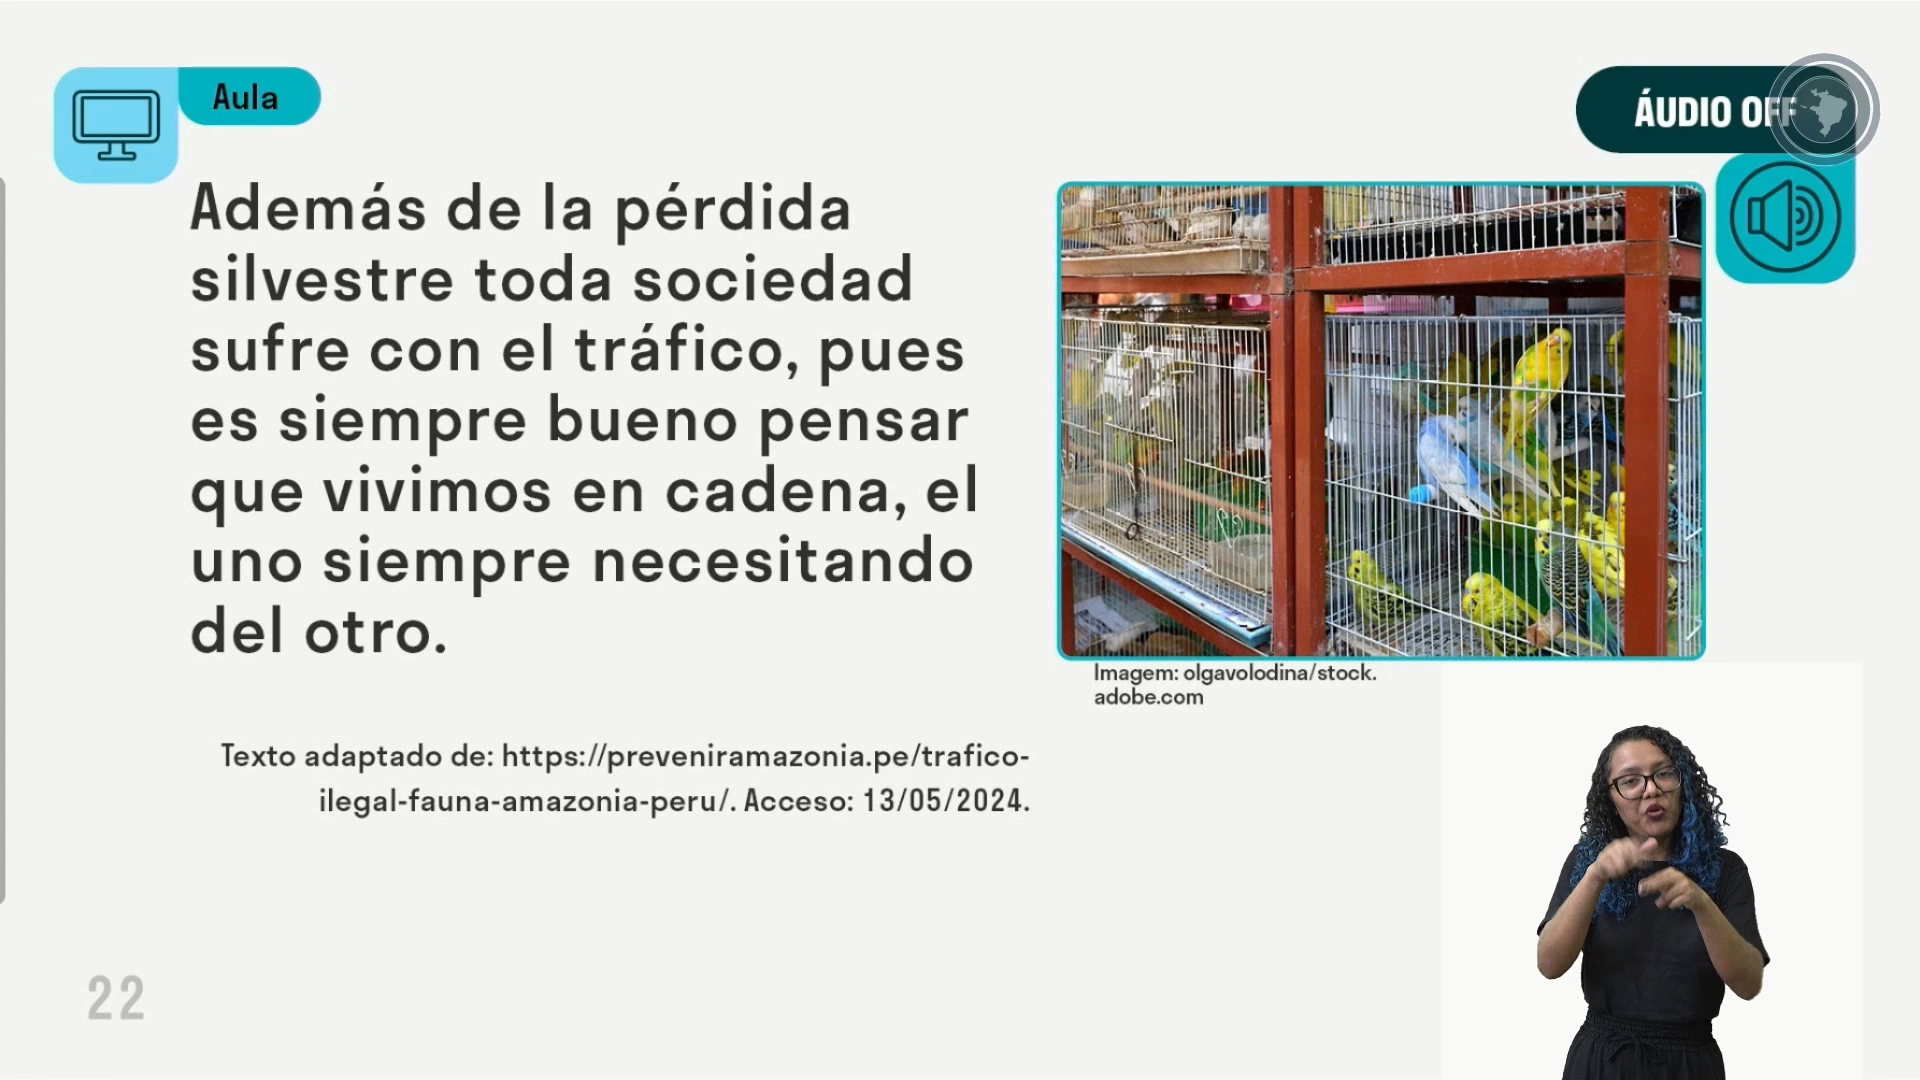 Aula
ÁUDIO OFF
Además de la pérdida
silvestre toda sociedad
sufre con el tráfico, pues
es siempre bueno pensar
que vivimos en cadena, el
uno siempre necesitando
del otro.
Imagem: olgavolodina/stock.
adobe.com
Texto adaptado de: https://preveniramazonia.pe/trafico-
ilegal-fauna-amazonia-peru/. Acceso: 13/05/2024.
22